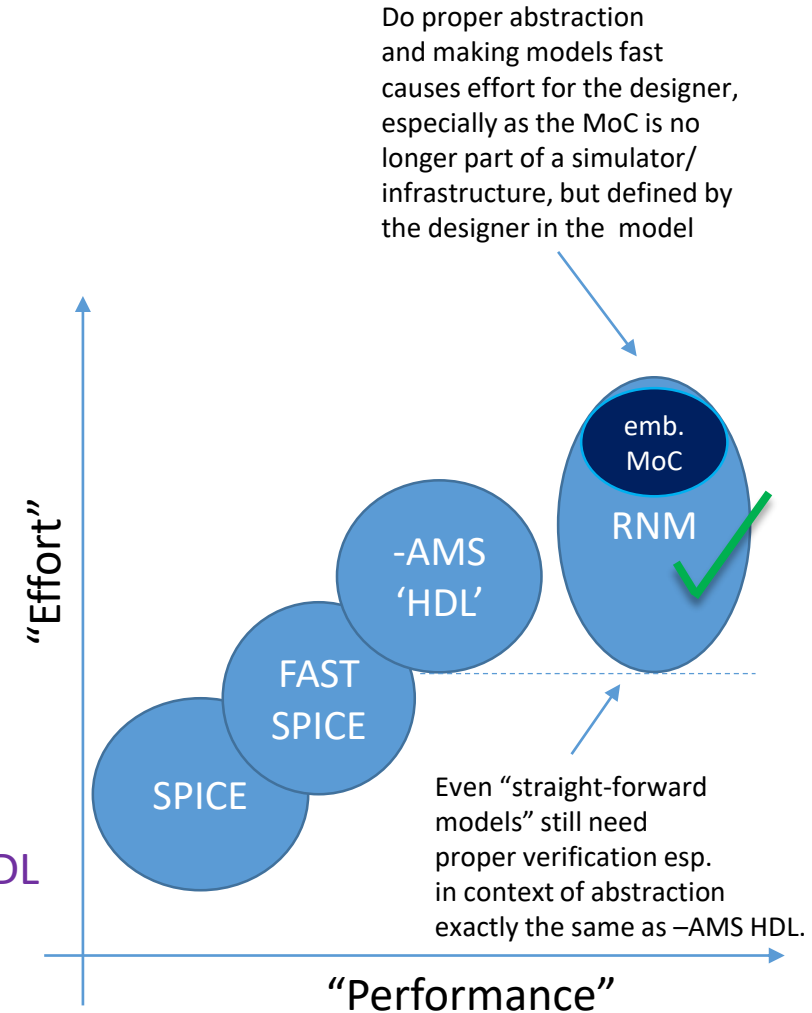 Do proper abstraction
and making models fast
causes effort for the designer,
especially as the MoC is no
longer part of a simulator/
infrastructure, but defined by
the designer in the model
emb.
MoC
RNM
-AMS
‘HDL’
FAST
SPICE
SPICE
“Effort”
Even “straight-forward
models” still need
proper verification esp.
in context of abstraction
exactly the same as –AMS HDL.
DL
“Performance”